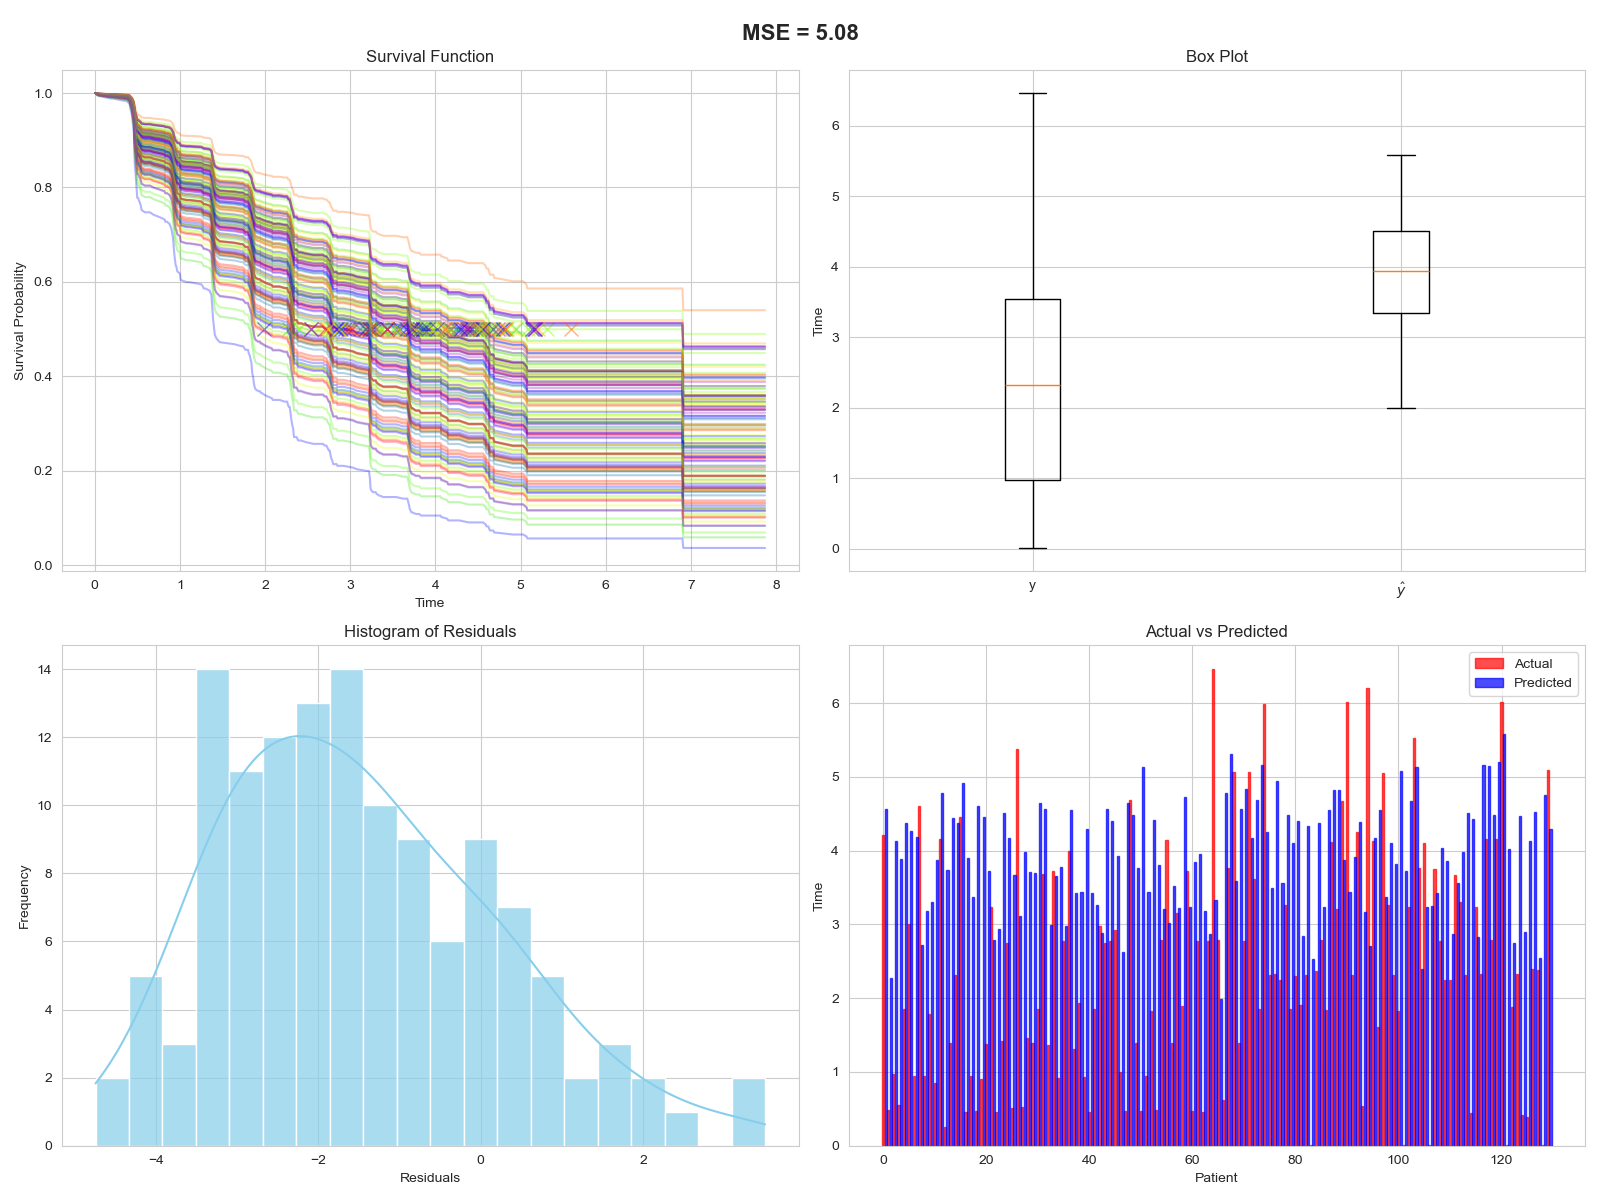 MSE = 5.08
Survival Function
Survival Probability
1.0
0.8
0.6
0.4
0.2
0.0
0 1 2 3 4 5 6 7 8
Time
Box Plot
Time
6
5
4
3
2
1
0
y ŷ
Histogram of Residuals
Frequency
14
12
10
8
6
4
2
0
−4 −2 0 2
Residuals
Actual vs Predicted
Actual
Predicted
Time
6
5
4
3
2
1
0
0 20 40 60 80 100 120
Patient